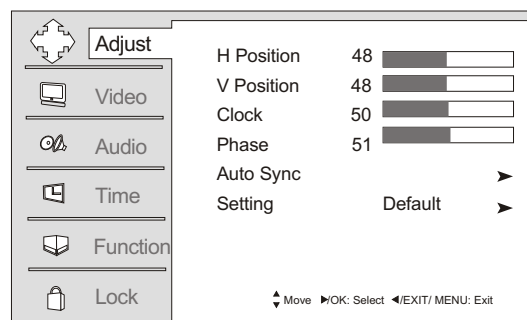 Adjust
Video
Audio
Time
Function
Lock
H Position 48
V Position 48
Clock 50
Phase 51
Auto Sync
Setting Default
Move /OK: Select /EXIT/ MENU: Exit